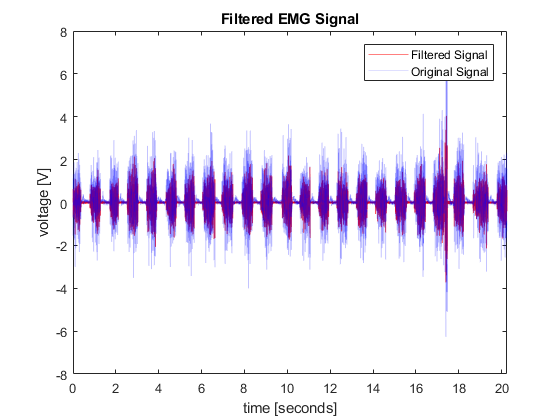 Filtered EMG Signal
Filtered Signal
Original Signal
voltage [V]
8
6
4
2
0
-2
-4
-6
-8
0 2 4 6 8 10 12 14 16 18 20
time [seconds]